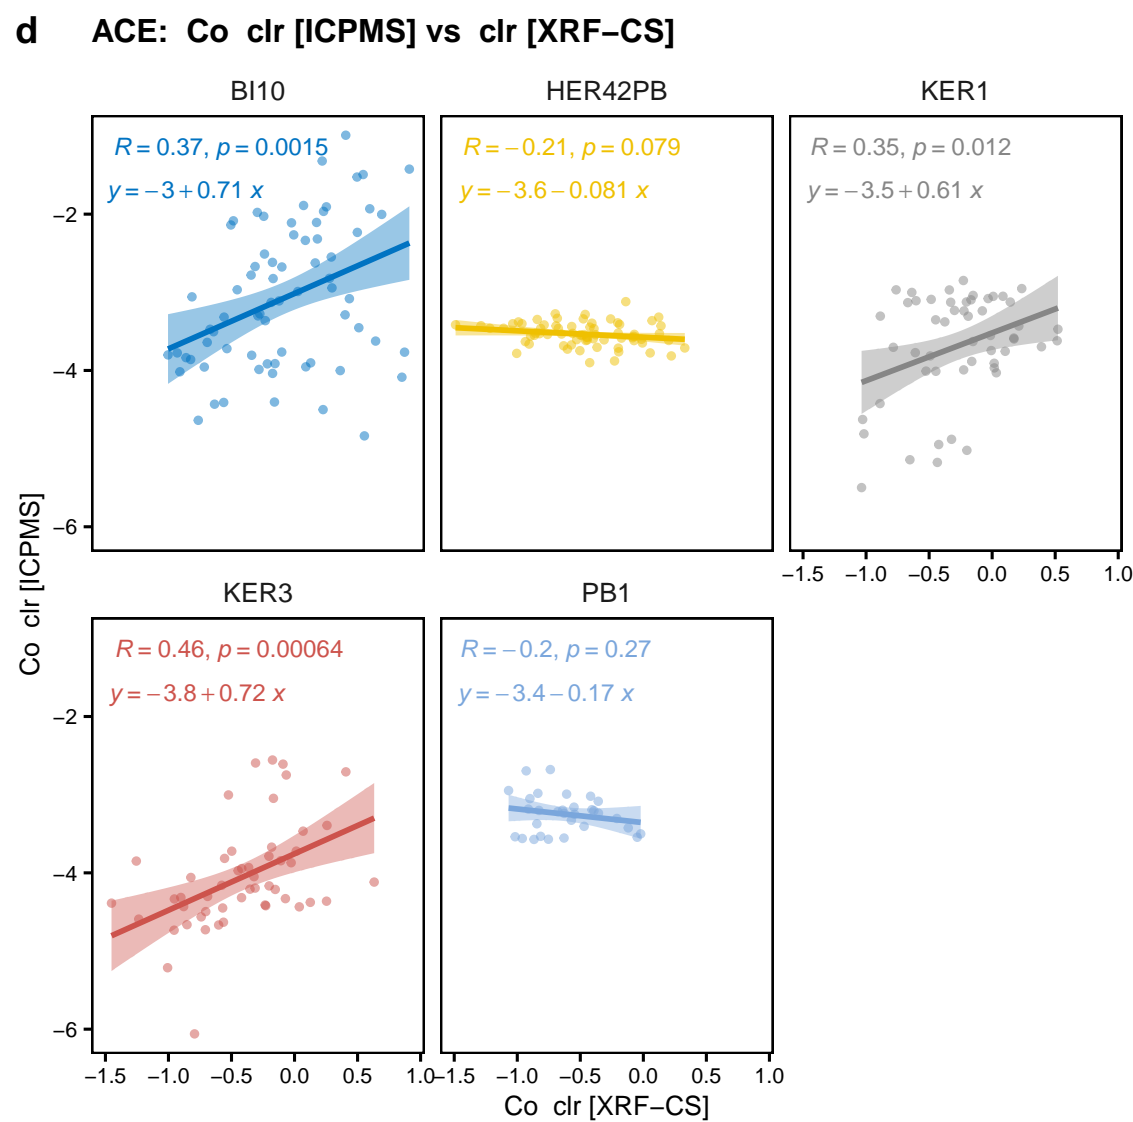 d ACE: Co clr [ICPMS] vs clr [XRF−CS]
BI10 HER42PB KER1
R = 0.37, p = 0.0015
y = −3 + 0.71 x
R = −0.21, p = 0.079
y = −3.6 − 0.081 x
R = 0.35, p = 0.012
y = −3.5 + 0.61 x
−2
−4
−6
−1.5 −1.0 −0.5 0.0 0.5 1.0
KER3 PB1
R = 0.46, p = 0.00064
y = −3.8 + 0.72 x
R = −0.2, p = 0.27
y = −3.4 − 0.17 x
−2
−4
−6
−1.5 −1.0 −0.5 0.0 0.5 1.0
−1.5 −1.0 −0.5 0.0 0.5 1.0
Co clr [XRF−CS]
Co clr [ICPMS]